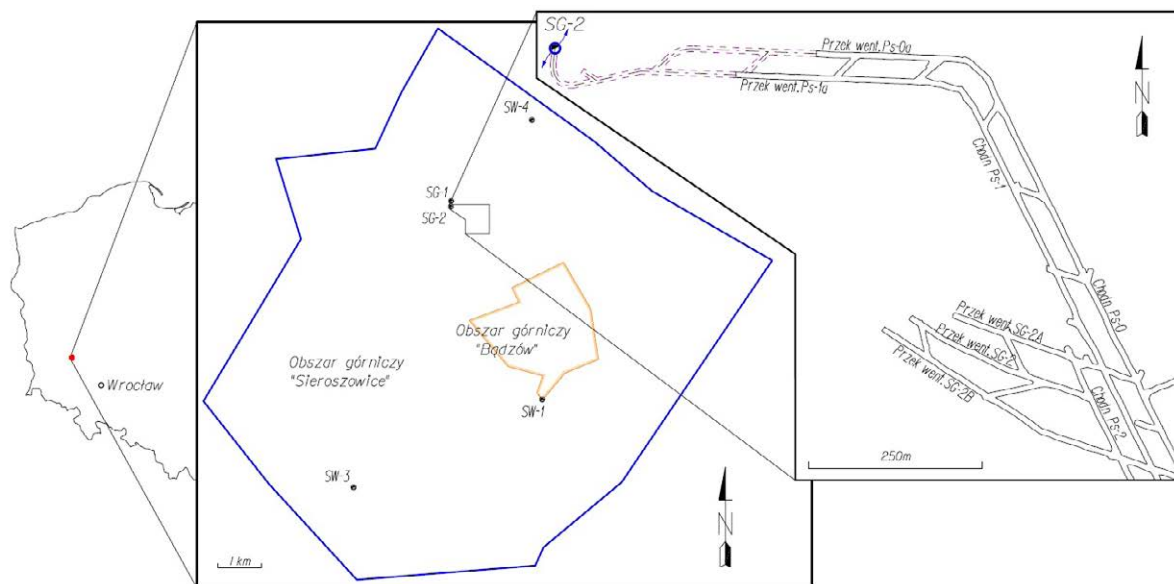 Wrocław
SW-4
SG-1
SG-2
Obszar górniczy
"Bądzów"
Obszar górniczy
"Sieroszowice"
SW-1
SW-3
1 km
N
SG-2
Przek went.Ps-0a
Przek went.Ps-1a
N
Chodn Ps-1
Chodn Ps-0
Przek went.SG-2A
Przek went.SG-2
Przek went.SG-2B
Chodn Ps-2
250m